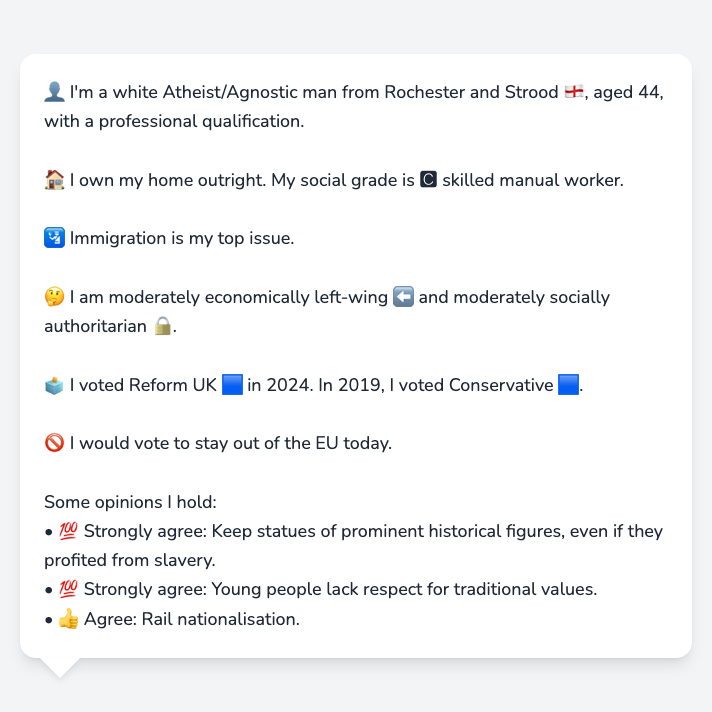 👤 I'm a white Atheist/Agnostic man from Rochester and Strood 🏴󠁧󠁢󠁥󠁮󠁧󠁿, aged 44,
with a professional qualification.
🏠 I own my home outright. My social grade is 🅲 skilled manual worker.
🛂 Immigration is my top issue.
🤔 I am moderately economically left-wing ⬅️ and moderately socially
authoritarian 🔒.
🗳️ I voted Reform UK 🟦 in 2024. In 2019, I voted Conservative 🟦.
🚫 I would vote to stay out of the EU today.
Some opinions I hold:
• 💯 Strongly agree: Keep statues of prominent historical figures, even if they
profited from slavery.
• 💯 Strongly agree: Young people lack respect for traditional values.
• 👍 Agree: Rail nationalisation.